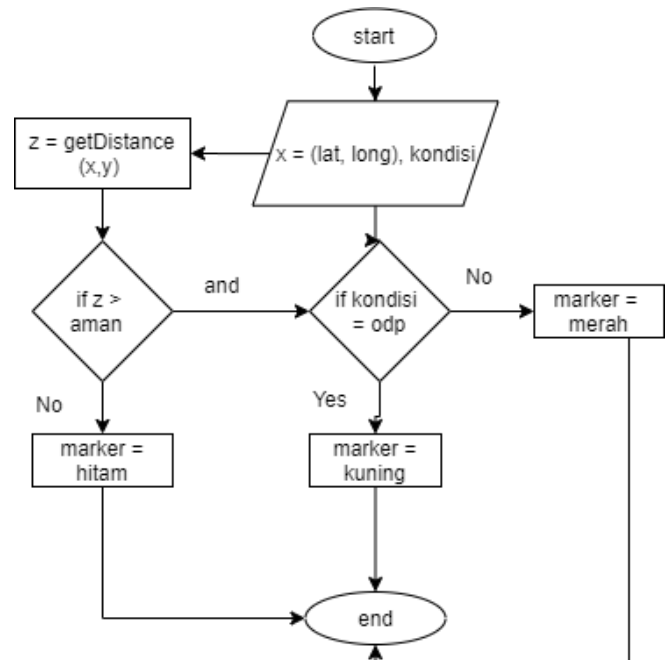 start
z = getDistance
(x,y)
x = (lat, long), kondisi
if z >
aman
and
if kondisi
= odp
No
marker =
merah
No
Yes
marker =
hitam
marker =
kuning
end